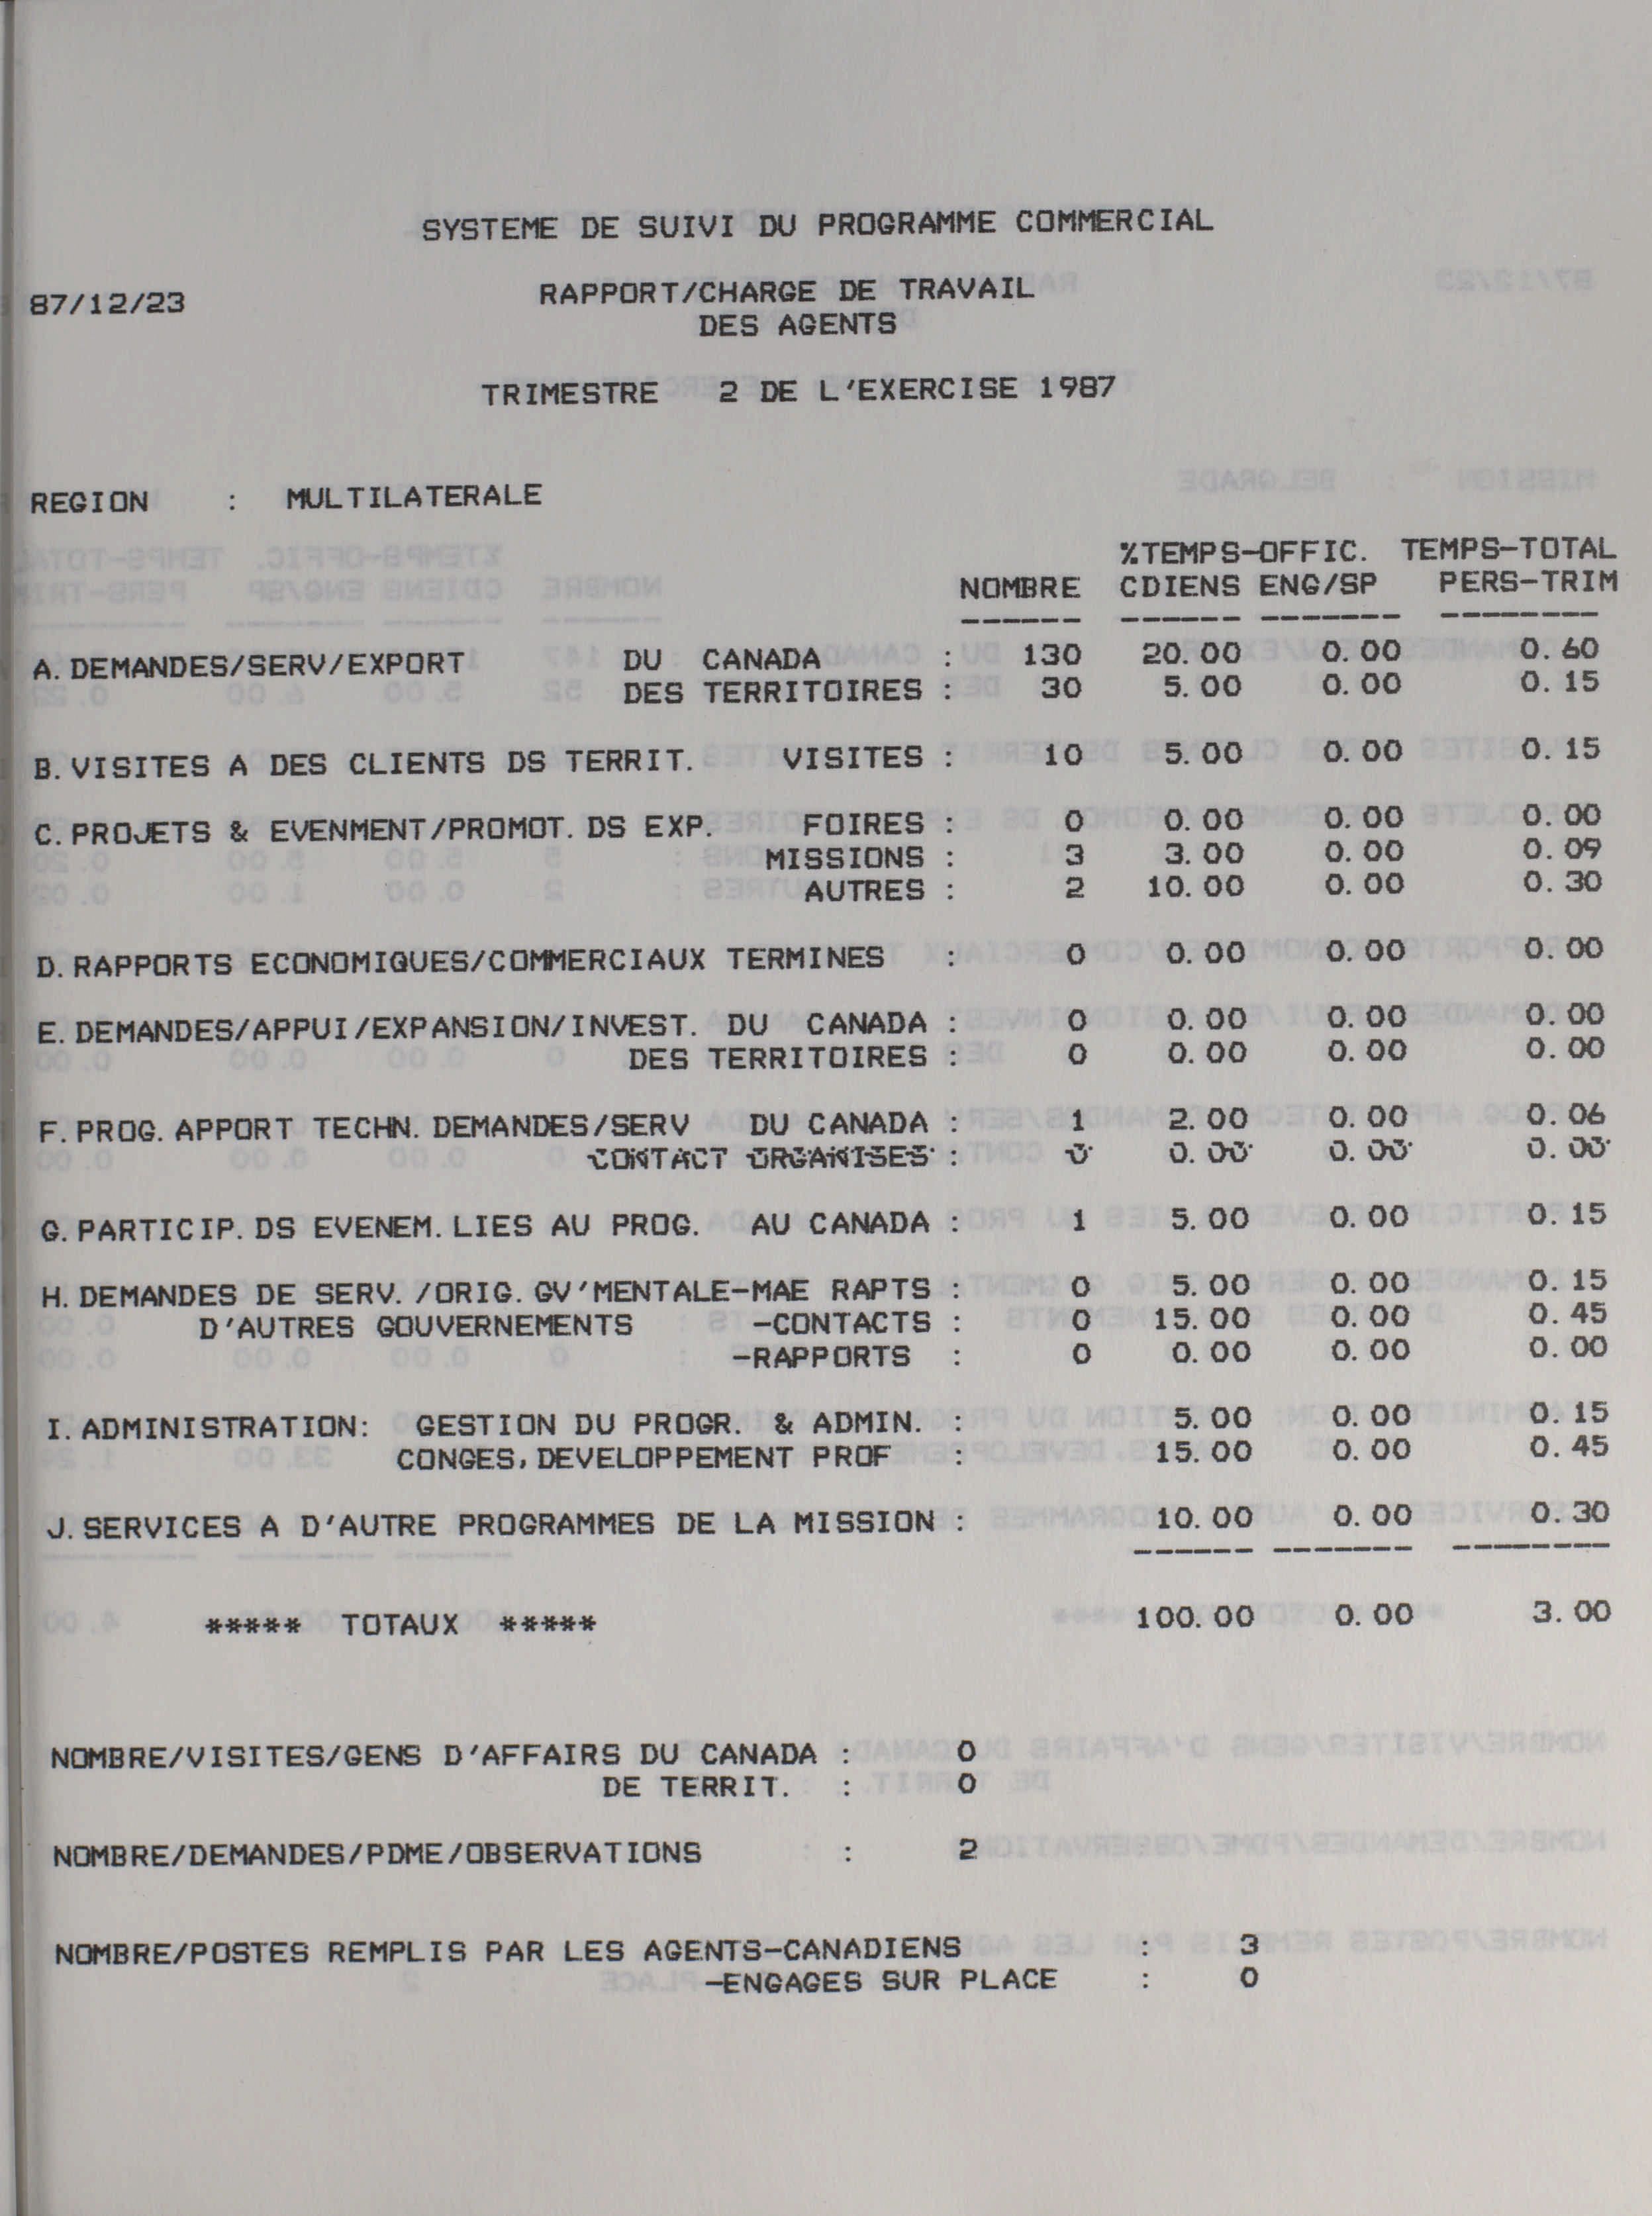 SYSTEME DE SUIVI DU PROGRAMME COMMERCIAL
87/12/23 RAPPORT/CHARGE DE TRAVAIL
DES AGENTS
TRIMESTRE 2 DE L'EXERCISE 1987
REGION : MULTILATERALE
%TEMPS-OFFIC. TEMPS-TOTAL
NOMBRE CDIENS ENG/SP PERS-TRIM
------ ------ ------- --------
A. DEMANDES/SERV/EXPORT DU CANADA : 130 20.00 0.00 0.60
DES TERRITOIRES : 30 5.00 0.00 0.15
B. VISITES A DES CLIENTS DS TERRIT. VISITES : 10 5.00 0.00 0.15
C. PROJETS & EVENMENT/PROMOT. DS EXP. FOIRES : 0 0.00 0.00 0.00
MISSIONS : 3 3.00 0.00 0.09
AUTRES : 2 10.00 0.00 0.30
D. RAPPORTS ECONOMIQUES/COMMERCIAUX TERMINES : 0 0.00 0.00 0.00
E. DEMANDES/APPUI/EXPANSION/INVEST. DU CANADA : 0 0.00 0.00 0.00
DES TERRITOIRES : 0 0.00 0.00 0.00
F. PROG. APPORT TECHN. DEMANDES/SERV DU CANADA : 1 2.00 0.00 0.06
CONTACT ORGANISES : 0 0.00 0.00 0.00
G. PARTICIP. DS EVENEM. LIES AU PROG. AU CANADA : 1 5.00 0.00 0.15
H. DEMANDES DE SERV. /ORIG. GV'MENTALE-MAE RAPTS : 0 5.00 0.00 0.15
D'AUTRES GOUVERNEMENTS -CONTACTS : 0 15.00 0.00 0.45
-RAPPORTS : 0 0.00 0.00 0.00
I. ADMINISTRATION: GESTION DU PROGR. & ADMIN. : 5.00 0.00 0.15
CONGES, DEVELOPPEMENT PROF : 15.00 0.00 0.45
J. SERVICES A D'AUTRE PROGRAMMES DE LA MISSION : 10.00 0.00 0.30
------ ------- --------
***** TOTAUX ***** 100.00 0.00 3.00
NOMBRE/VISITES/GENS D'AFFAIRS DU CANADA : 0
DE TERRIT. : 0
NOMBRE/DEMANDES/PDME/OBSERVATIONS : 2
NOMBRE/POSTES REMPLIS PAR LES AGENTS-CANADIENS : 3
-ENGAGES SUR PLACE : 0